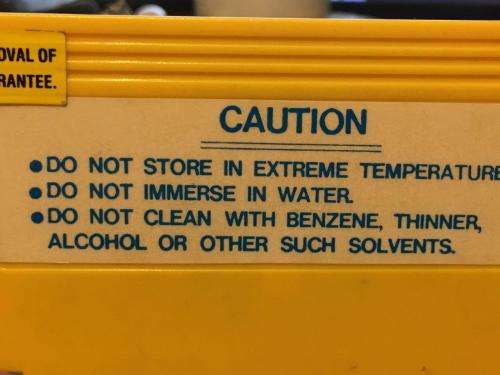 OVAL OF
RANTEE.
CAUTION
●DO NOT STORE IN EXTREME TEMPERATURE
●DO NOT IMMERSE IN WATER.
●DO NOT CLEAN WITH BENZENE, THINNER,
ALCOHOL OR OTHER SUCH SOLVENTS.